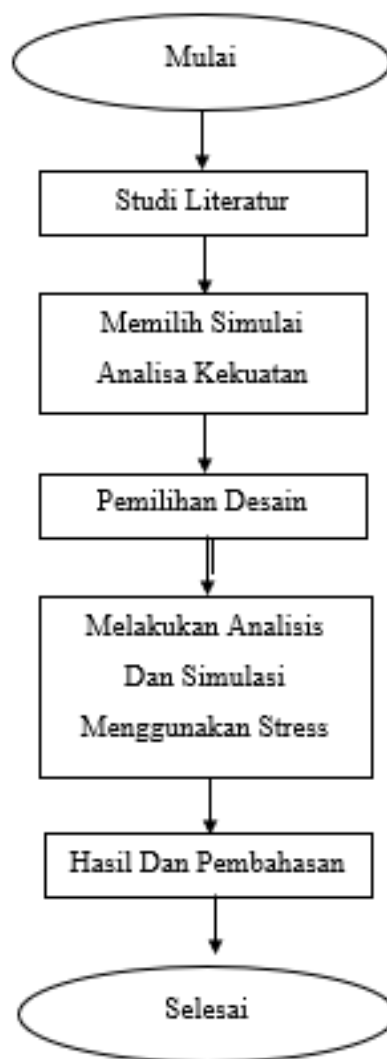 Mulai
Studi Literatur
Memilih Simulai
Analisa Kekuatan
Pemilihan Desain
Melakukan Analisis
Dan Simulasi
Menggunakan Stress
Hasil Dan Pembahasan
Selesai